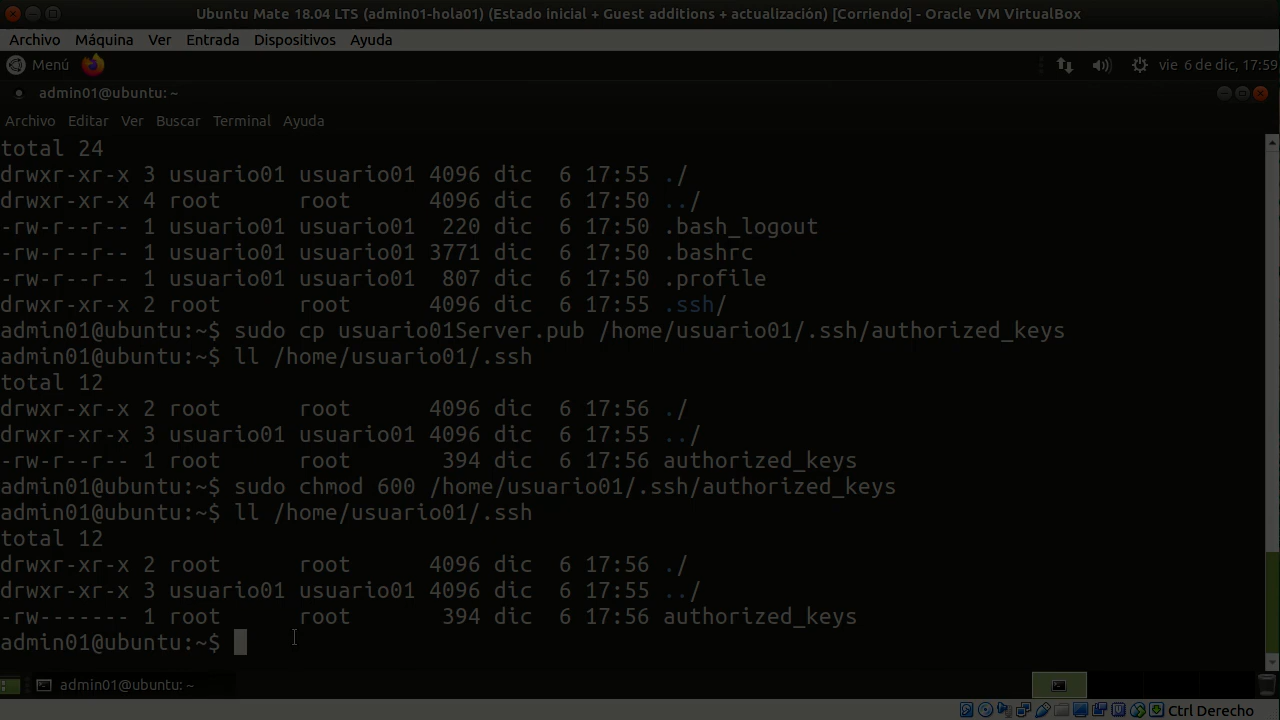 Ubuntu Mate 18.04 LTS (admin01-hola01) (Estado inicial + Guest additions + actualización) [Corriendo] - Oracle VM VirtualBox
Archivo Máquina Ver Entrada Dispositivos Ayuda
Menú vie 6 de dic, 17:59
admin01@ubuntu: ~
Archivo Editar Ver Buscar Terminal Ayuda
total 24
drwxr-xr-x 3 usuario01 usuario01 4096 dic  6 17:55 ./
drwxr-xr-x 4 root      root      4096 dic  6 17:50 ../
-rw-r--r-- 1 usuario01 usuario01  220 dic  6 17:50 .bash_logout
-rw-r--r-- 1 usuario01 usuario01 3771 dic  6 17:50 .bashrc
-rw-r--r-- 1 usuario01 usuario01  807 dic  6 17:50 .profile
drwxr-xr-x 2 root      root      4096 dic  6 17:55 .ssh/
admin01@ubuntu:~$ sudo cp usuario01Server.pub /home/usuario01/.ssh/authorized_keys
admin01@ubuntu:~$ ll /home/usuario01/.ssh
total 12
drwxr-xr-x 2 root      root      4096 dic  6 17:56 ./
drwxr-xr-x 3 usuario01 usuario01 4096 dic  6 17:55 ../
-rw-r--r-- 1 root      root       394 dic  6 17:56 authorized_keys
admin01@ubuntu:~$ sudo chmod 600 /home/usuario01/.ssh/authorized_keys
admin01@ubuntu:~$ ll /home/usuario01/.ssh
total 12
drwxr-xr-x 2 root      root      4096 dic  6 17:56 ./
drwxr-xr-x 3 usuario01 usuario01 4096 dic  6 17:55 ../
-rw------- 1 root      root       394 dic  6 17:56 authorized_keys
admin01@ubuntu:~$
admin01@ubuntu: ~
Ctrl Derecho